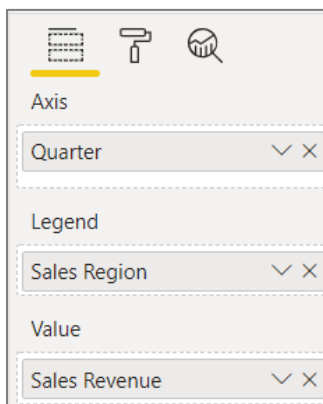 Axis
Quarter
Legend
Sales Region
Value
Sales Revenue